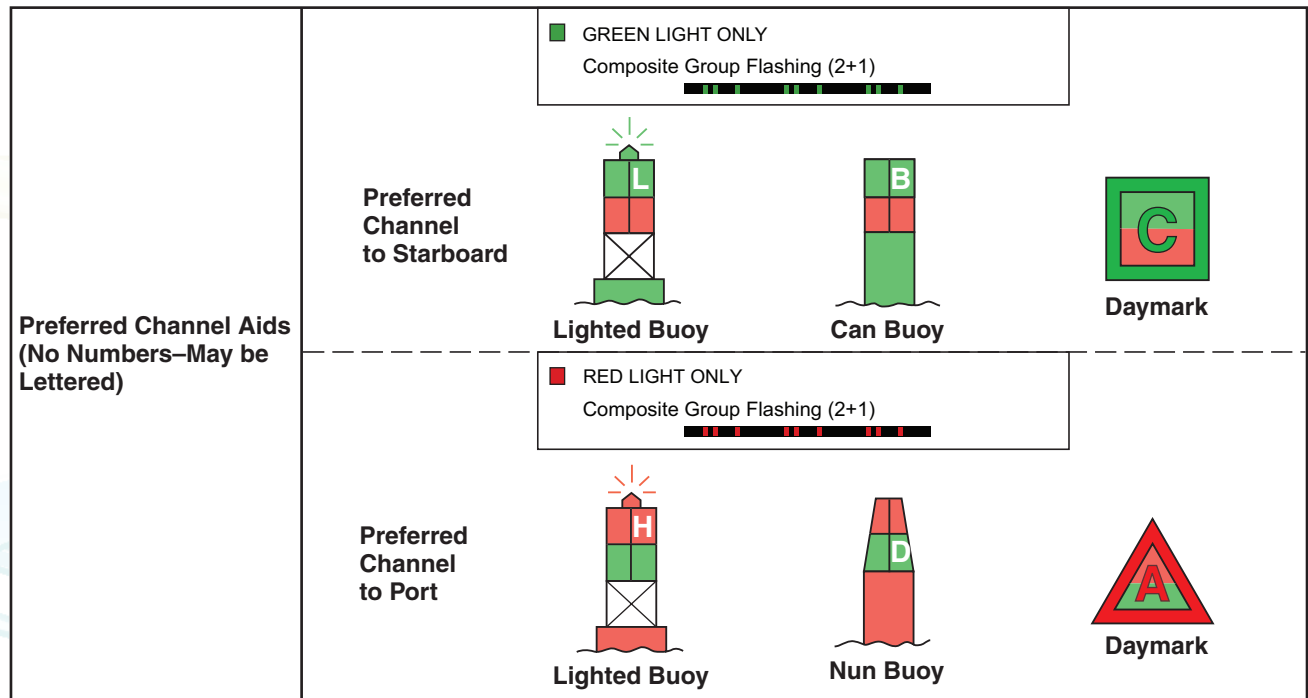 Preferred Channel Aids
(No Numbers–May be
Lettered)
GREEN LIGHT ONLY
Composite Group Flashing (2+1)
Preferred
Channel
to Starboard
L
B
C
Lighted Buoy
Can Buoy
Daymark
RED LIGHT ONLY
Composite Group Flashing (2+1)
Preferred
Channel
to Port
H
D
A
Lighted Buoy
Nun Buoy
Daymark